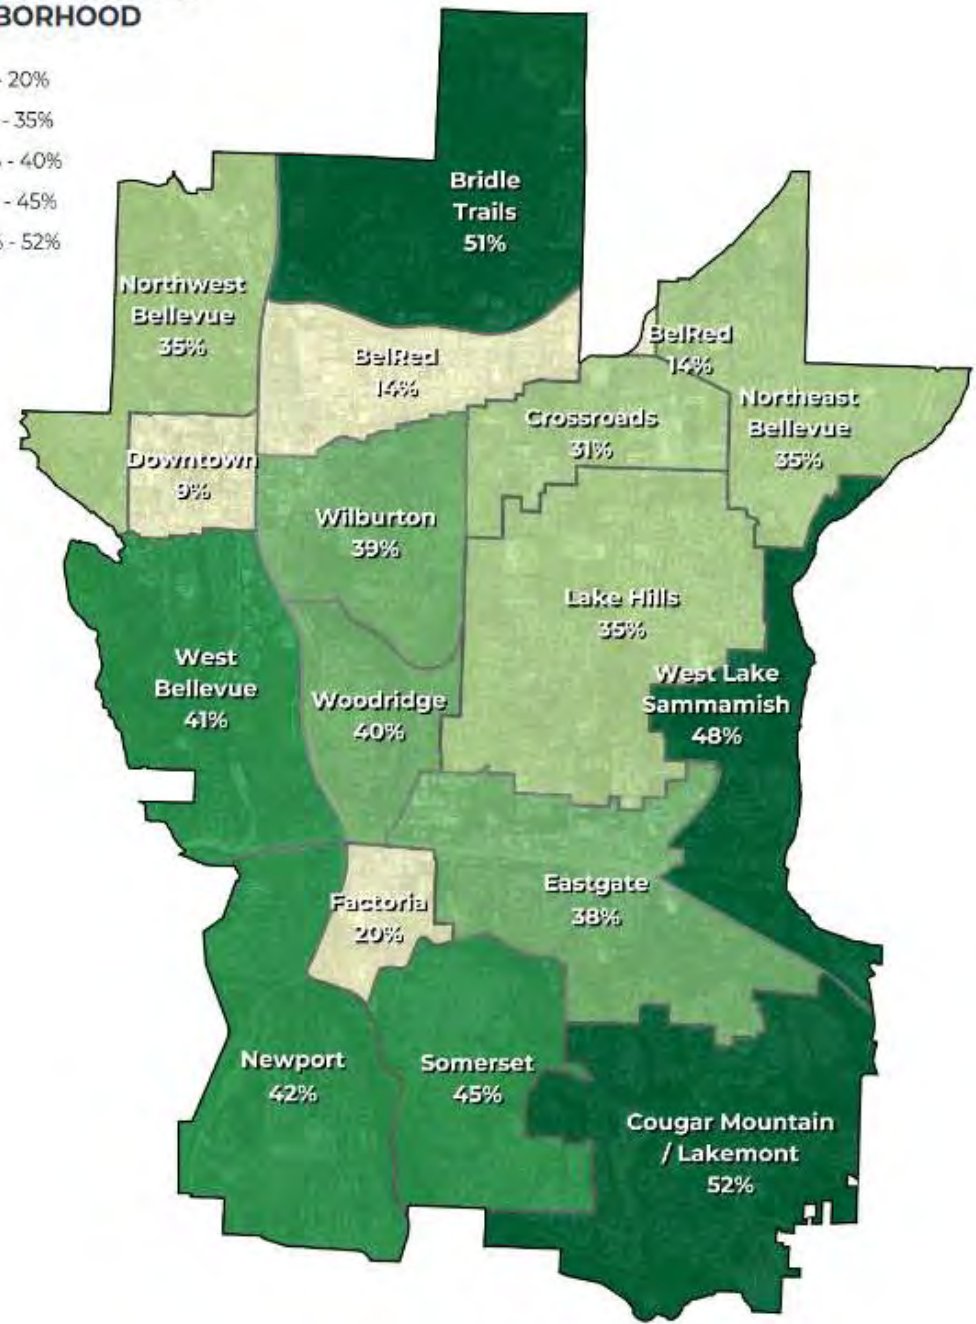 BORHOOD
- 20%
- 35%
- 40%
- 45%
- 52%
Bridle
Trails
51%
Northwest
Bellevue
35%
BelRed
14%
BelRed
14%
Northeast
Bellevue
35%
Crossroads
31%
Downtown
9%
Wilburton
39%
Lake Hills
35%
West
Bellevue
41%
Woodridge
40%
West Lake
Sammamish
48%
Eastgate
38%
Factoria
20%
Newport
42%
Somerset
45%
Cougar Mountain
/ Lakemont
52%